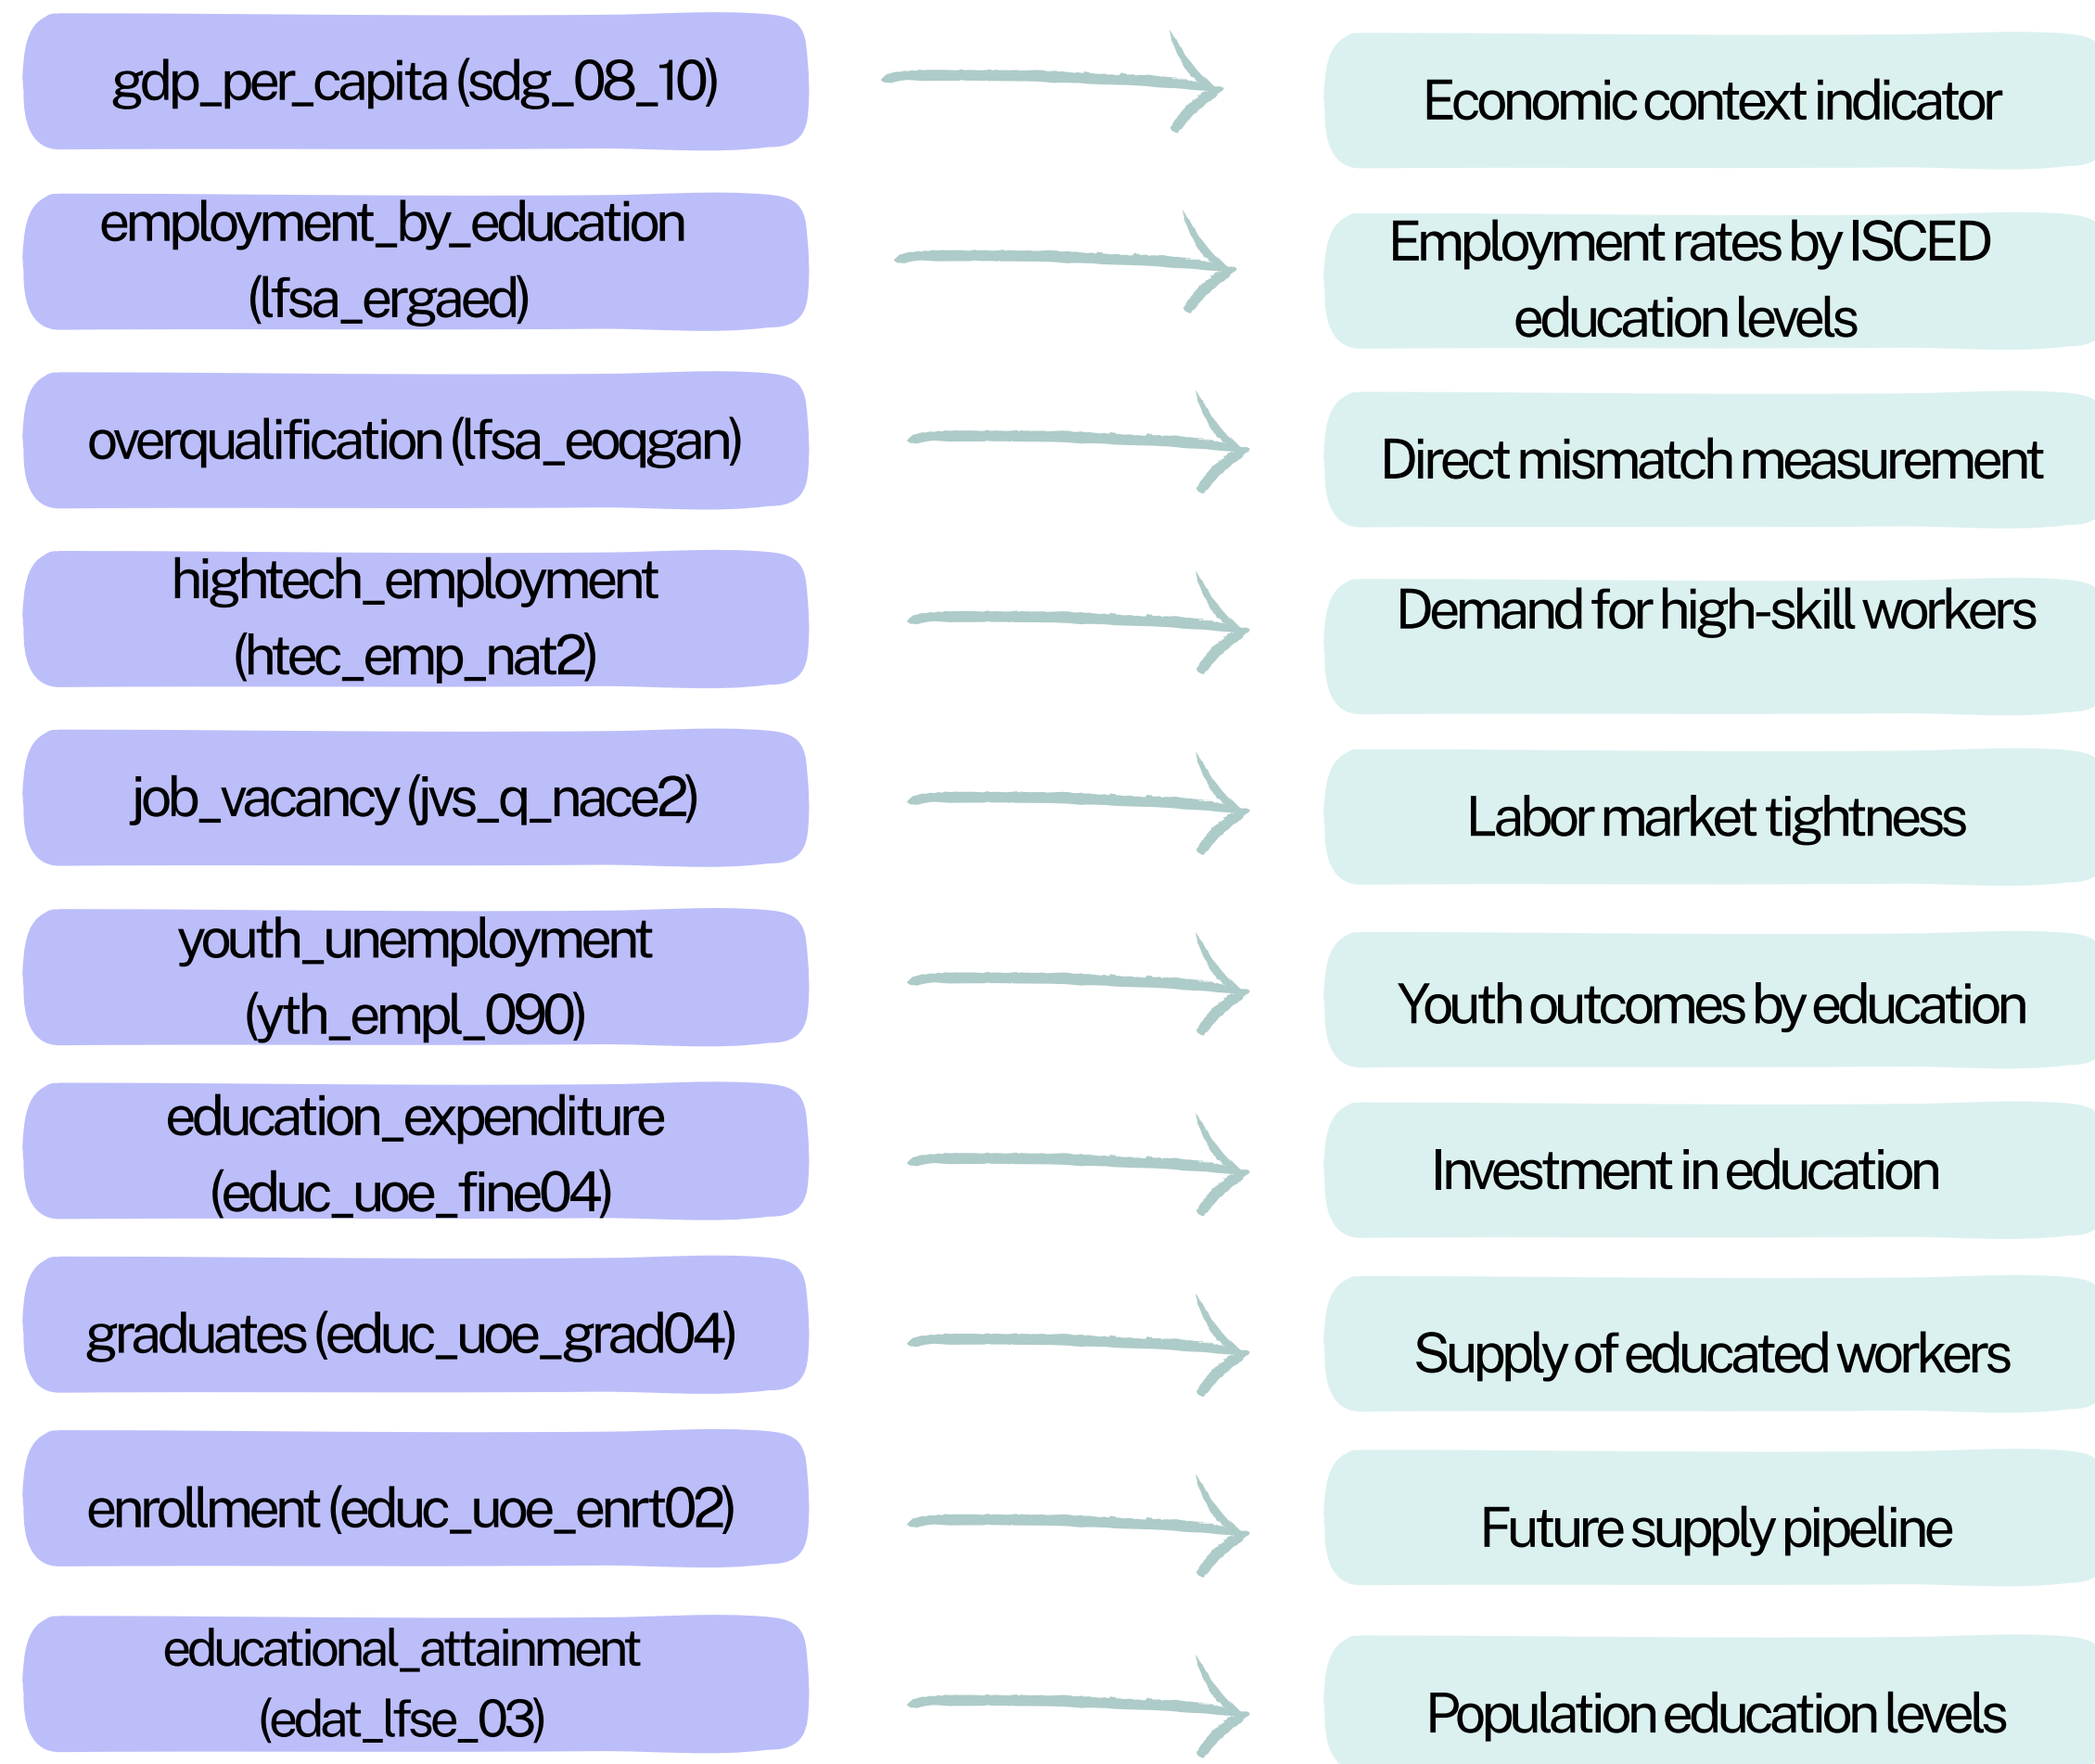 gdp_per_capita (sdg_08_10)
Economic context indicator
employment_by_education
(lfsa_ergaed)
Employment rates by ISCED
education levels
overqualification (lfsa_eoqgan)
Direct mismatch measurement
hightech_employment
(htec_emp_nat2)
Demand for high-skill workers
job_vacancy (jvs_q_nace2)
Labor market tightness
youth_unemployment
(yth_empl_090)
Youth outcomes by education
education_expenditure
(educ_uoe_fine04)
Investment in education
graduates (educ_uoe_grad04)
Supply of educated workers
enrollment (educ_uoe_enrt02)
Future supply pipeline
educational_attainment
(edat_lfse_03)
Population education levels